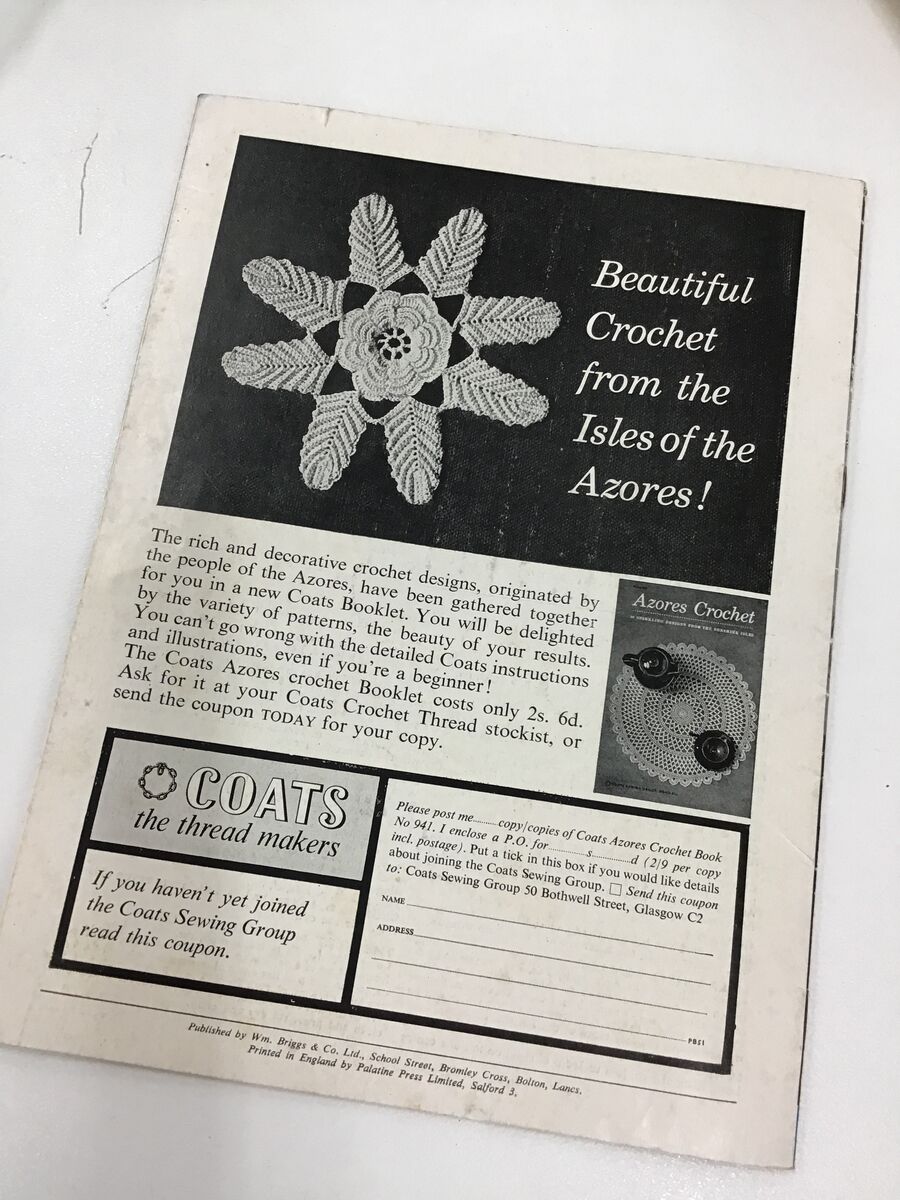 Beautiful
Crochet
from the
Isles of the
Azores!
The rich and decorative crochet designs, originated by
the people of the Azores, have been gathered together
for you in a new Coats Booklet. You will be delighted
by the variety of patterns, the beauty of your results.
You can't go wrong with the detailed Coats instructions
and illustrations, even if you're a beginner!
The Coats Azores crochet Booklet costs only 2s. 6d.
Ask for it at your Coats Crochet Thread stockist, or
send the coupon TODAY for your copy.
Azores Crochet
DESIGNS FROM THE SUNSHINE ISLES
COATS
the thread makers
If you haven't yet joined
the Coats Sewing Group
read this coupon.
Please post me..........copy/copies of Coats Azores Crochet Book
No 941. I enclose a P.O. for............s............d (2/9 per copy
incl. postage). Put a tick in this box if you would like details
about joining the Coats Sewing Group. □ Send this coupon
to: Coats Sewing Group 50 Bothwell Street, Glasgow C2
NAME
ADDRESS
PB51
Published by Wm. Briggs & Co. Ltd., School Street, Bromley Cross, Bolton, Lancs.
Printed in England by Palatine Press Limited, Salford 3.